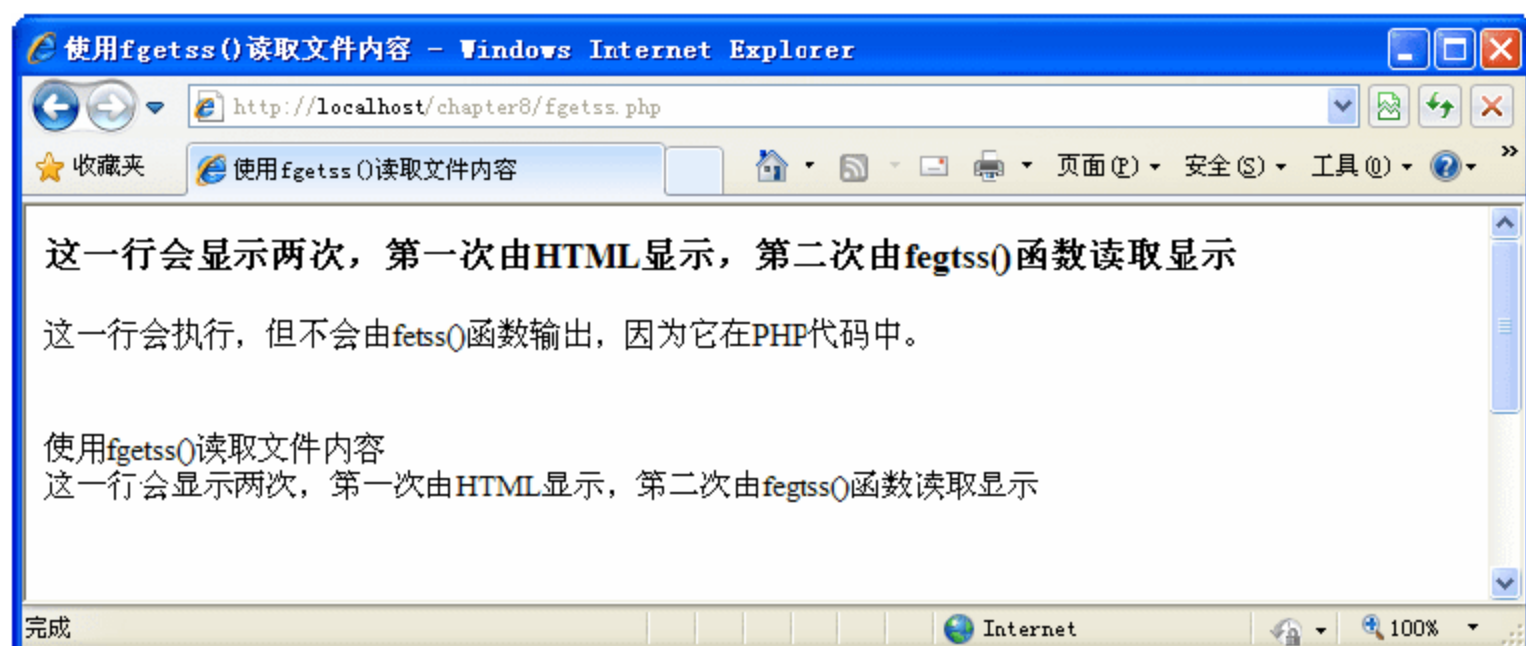 使用fgetss()读取文件内容 - Windows Internet Explorer
http://localhost/chapter8/fgetss.php
收藏夹 使用fgetss()读取文件内容 页面(P) 安全(S) 工具(O) »
这一行会显示两次，第一次由HTML显示，第二次由fegtss()函数读取显示
这一行会执行，但不会由fetss()函数输出，因为它在PHP代码中。
使用fgetss()读取文件内容
这一行会显示两次，第一次由HTML显示，第二次由fegtss()函数读取显示
完成 Internet 100%